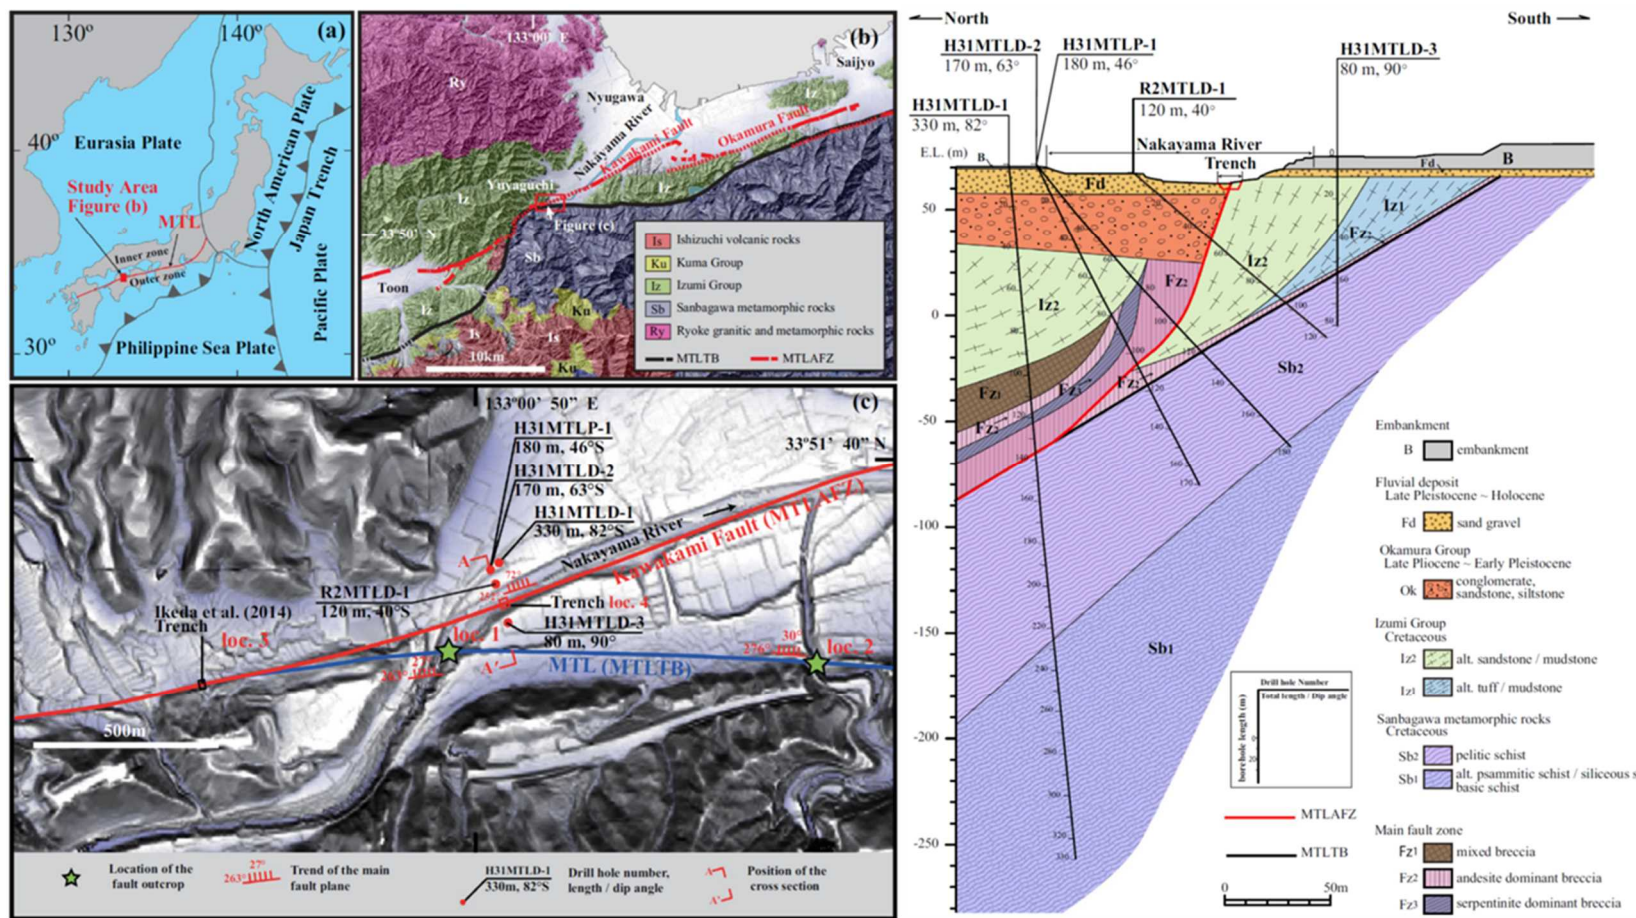 130°
140°
(a)
40°
Eurasia Plate
North American Plate
Japan Trench
Study Area
Figure (b)
MTL
Inner zone
Outer zone
Pacific Plate
30°
Philippine Sea Plate
133°00' E
(b)
Saijyo
Ry
Iz
Nyugawa
Nakayama River
Kawakami Fault
Okamura Fault
Yuyaguchi
Iz
Iz
33°50' N
Figure (c)
Sb
Toon
Iz
Ku
Is
Is
10km
Ku
Is Ishizuchi volcanic rocks
Ku Kuma Group
Iz Izumi Group
Sb Sanbagawa metamorphic rocks
Ry Ryoke granitic and metamorphic rocks
MTLTB
MTLAFZ
133°00' 50” E
(c)
H31MTLP-1
180 m, 46°S
33°51' 40” N
H31MTLD-2
170 m, 63°S
H31MTLD-1
330 m, 82°S
Nakayama River
Kawakami Fault (MTLAFZ)
A
72°
R2MTLD-1
120 m, 40°S
Trench loc. 4
Ikeda et al. (2014)
Trench
loc. 3
loc. 1
H31MTLD-3
80 m, 90°
A'
MTL (MTLTB)
27°
263°
30°
276°
loc. 2
500m
Location of the
fault outcrop
27°
263°
Trend of the main
fault plane
H31MTLD-1
330m, 82°S
Drill hole number,
length / dip angle
A
A'
Position of the
cross section
North
South
H31MTLD-2
170 m, 63°
H31MTLP-1
180 m, 46°
H31MTLD-3
80 m, 90°
R2MTLD-1
120 m, 40°
H31MTLD-1
330 m, 82°
Nakayama River
Trench
E.L. (m)
B
B
Fd
Fd
50
0
-50
-100
-150
-200
-250
Iz1
Fz2
Iz2
Fz2
Iz2
Fz1
Fz3
Fz2
Fz2
Sb2
Sb1
Embankment
B embankment
Fluvial deposit
Late Pleistocene ~ Holocene
Fd sand gravel
Okamura Group
Late Pliocene ~ Early Pleistocene
Ok conglomerate,
sandstone, siltstone
Izumi Group
Cretaceous
Iz2 alt. sandstone / mudstone
Iz1 alt. tuff / mudstone
Sanbagawa metamorphic rocks
Cretaceous
Sb2 pelitic schist
Sb1 alt. psammitic schist / siliceous s
basic schist
Main fault zone
Fz1 mixed breccia
Fz2 andesite dominant breccia
Fz3 serpentinite dominant breccia
Drill hole Number
Total length / Dip angle
borehole length (m)
0
20
MTLAFZ
MTLTB
0
50m